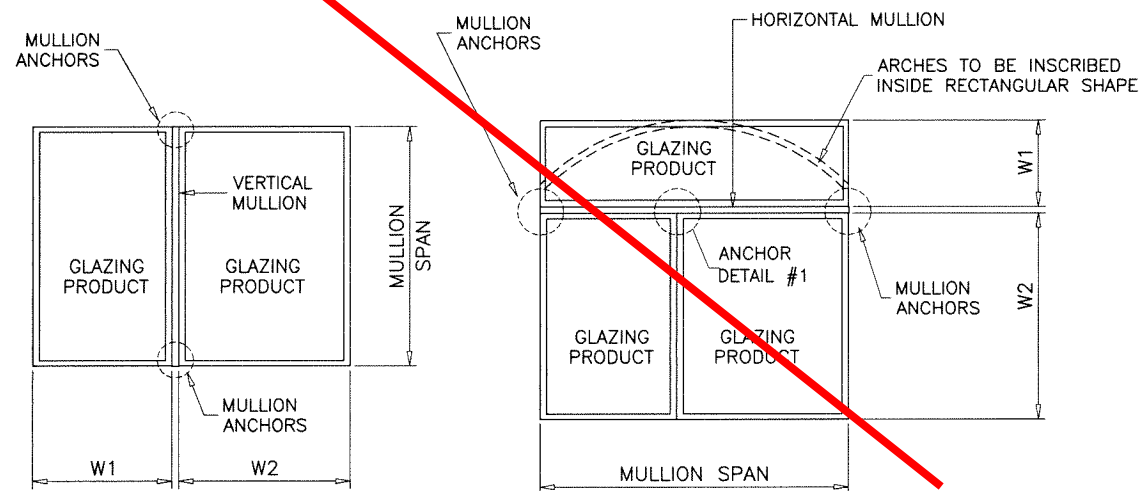 MULLION
ANCHORS
VERTICAL
MULLION
GLAZING
PRODUCT
GLAZING
PRODUCT
MULLION
SPAN
MULLION
ANCHORS
W1
W2
MULLION
ANCHORS
HORIZONTAL MULLION
ARCHES TO BE INSCRIBED
INSIDE RECTANGULAR SHAPE
GLAZING
PRODUCT
W1
ANCHOR
DETAIL #1
MULLION
ANCHORS
W2
GLAZING
PRODUCT
GLAZING
PRODUCT
MULLION SPAN